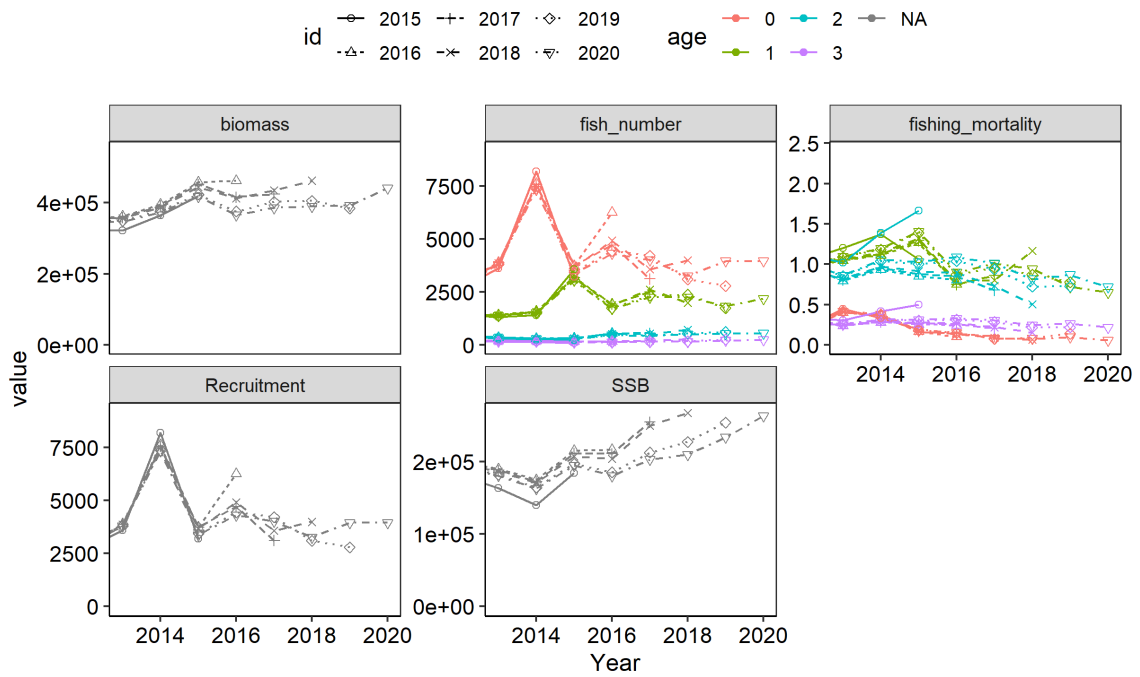 id 2015 2017 2019 age 0 2 NA
2016 2018 2020 1 3
biomass fish_number fishing_mortality
4e+05
2e+05
0e+00
7500
5000
2500
0
2.5
2.0
1.5
1.0
0.5
0.0
2014 2016 2018 2020
value
Recruitment SSB
7500
5000
2500
0
2e+05
1e+05
0e+00
2014 2016 2018 2020 2014 2016 2018 2020
Year